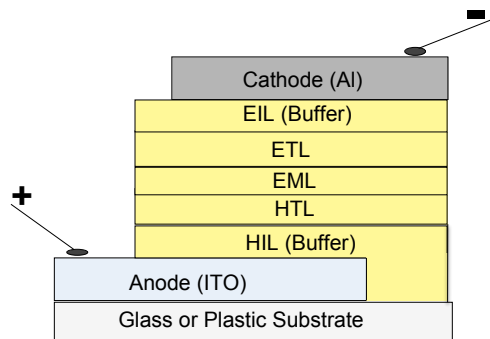 -
Cathode (Al)
EIL (Buffer)
ETL
EML
+
HTL
HIL (Buffer)
Anode (ITO)
Glass or Plastic Substrate